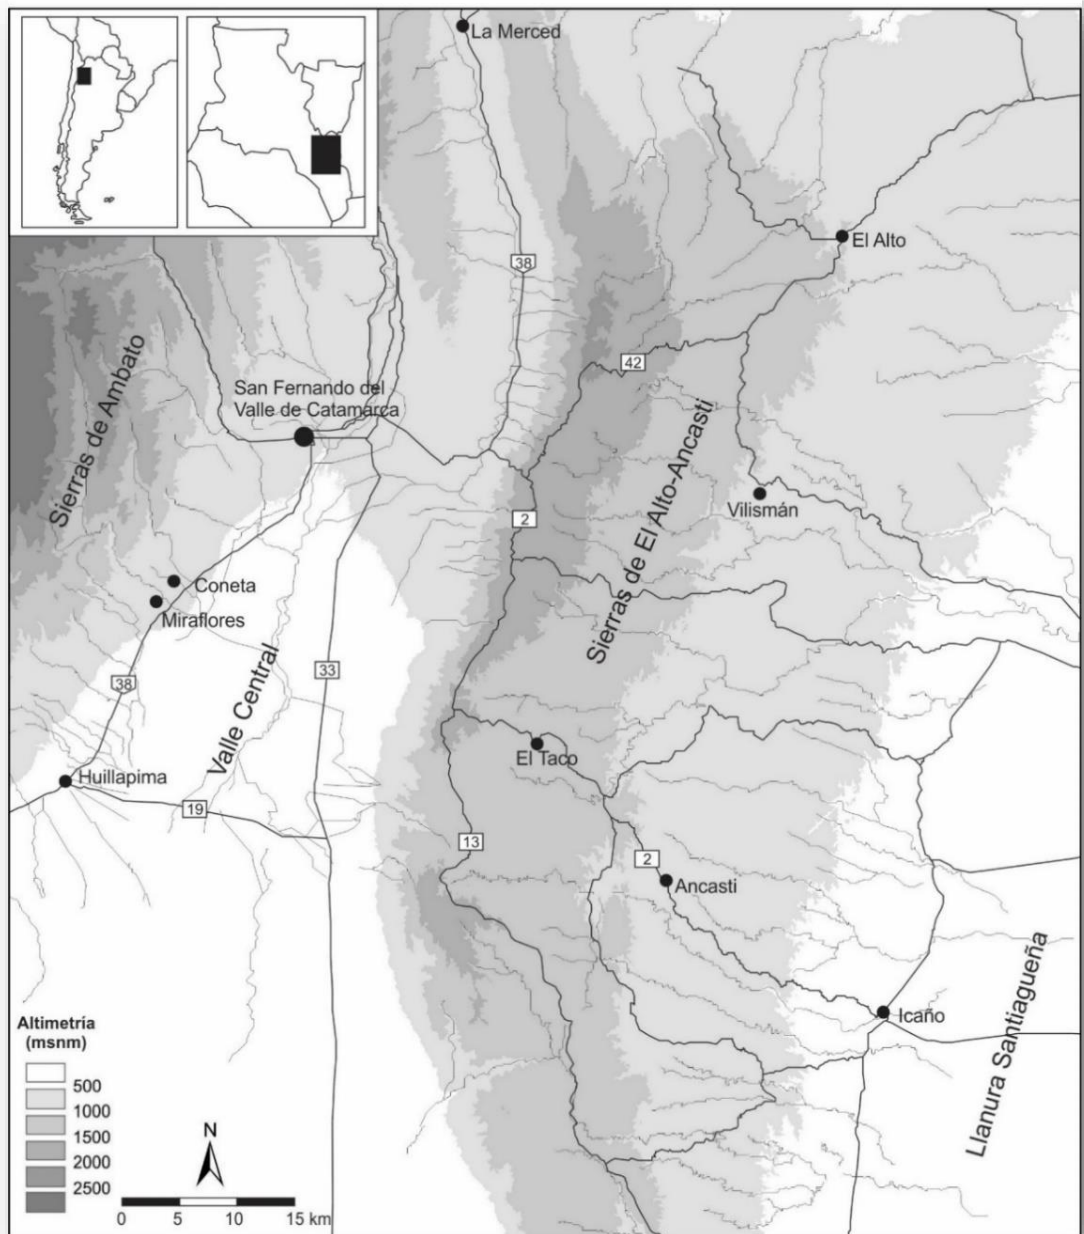 La Merced
38
El Alto
42
San Fernando del
Valle de Catamarca
Sierras de Ambato
Sierras de El Alto-Ancasti
Vilismán
2
Coneta
Miraflores
33
38
Valle Central
El Taco
Huillapima
19
13
2
Ancasti
Icaño
Llanura Santiagueña
Altimetría
(msnm)
500
1000
1500
2000
2500
N
0 5 10 15 km